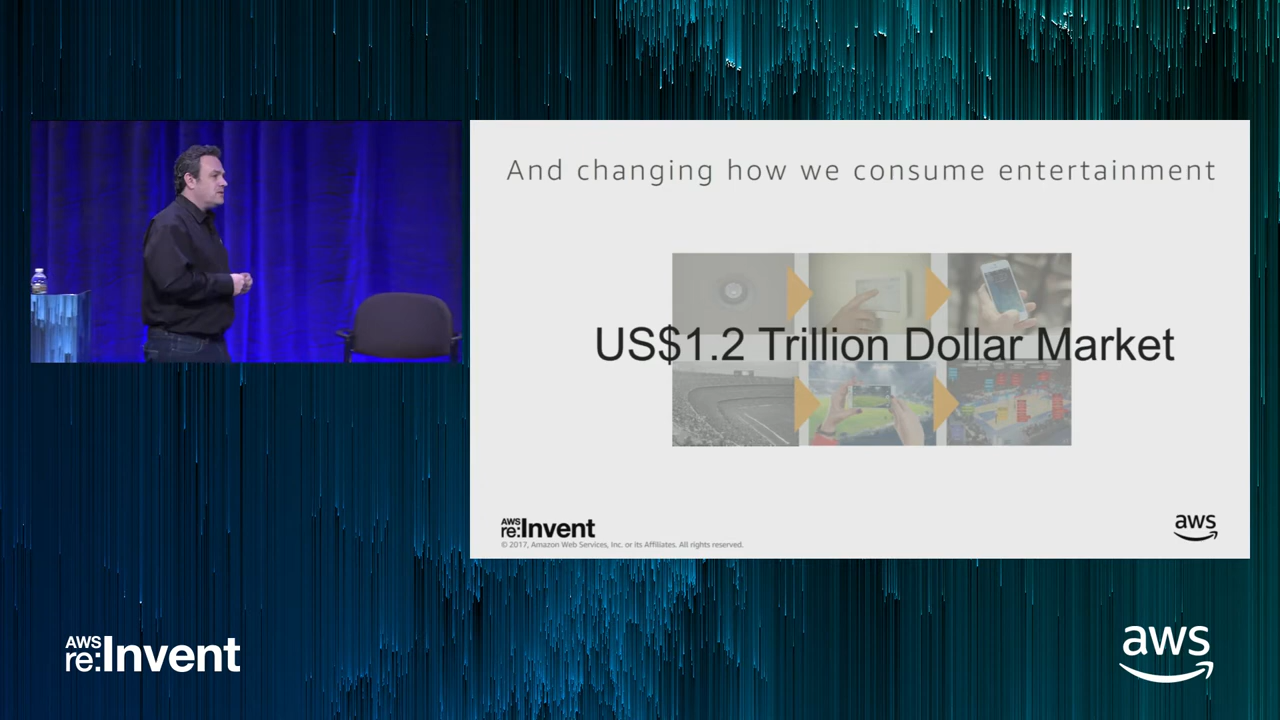 And changing how we consume entertainment
US$1.2 Trillion Dollar Market
AWS
re:Invent
© 2017, Amazon Web Services, Inc. or its Affiliates. All rights reserved.
aws
AWS
re:Invent
aws